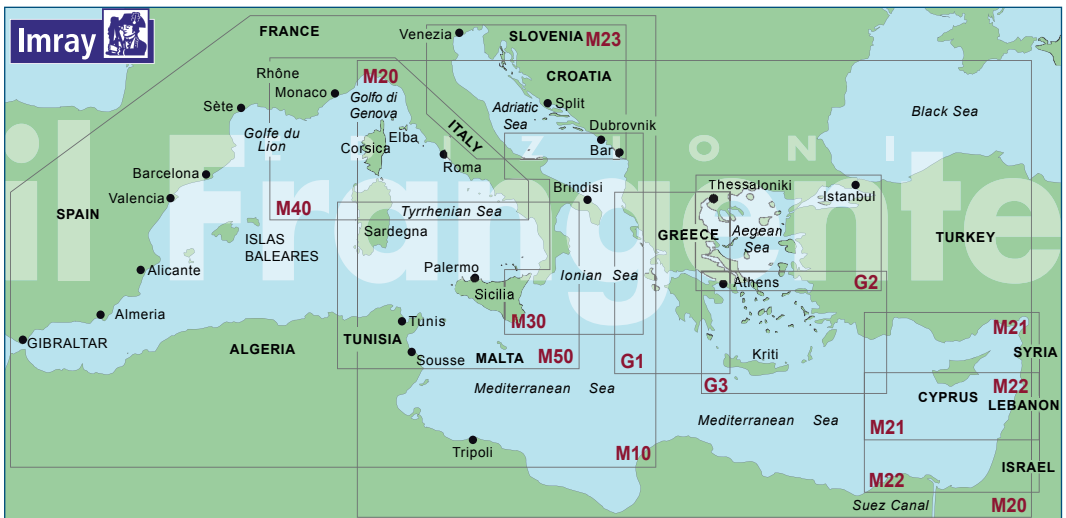 Imray
FRANCE
Venezia
SLOVENIA
M23
Rhône
Monaco
M20
CROATIA
Sète
Golfo di
Genova
Adriatic
Sea
Split
Black Sea
Golfe du
Lion
Corsica
Elba
ITALY
Roma
Dubrovnik
Bar
EDIZIONI
il Frangente
Barcelona
Valencia
SPAIN
M40
Tyrrhenian Sea
Brindisi
Thessaloniki
Istanbul
Sardegna
GREECE
Aegean
Sea
TURKEY
ISLAS
BALEARES
Alicante
Palermo
Sicilia
Ionian Sea
Athens
G2
Almeria
GIBRALTAR
ALGERIA
Tunis
TUNISIA
Sousse
MALTA
M30
M50
G1
Kriti
G3
M21
SYRIA
M22
CYPRUS
LEBANON
Mediterranean Sea
Mediterranean Sea
M21
Tripoli
M10
M22
ISRAEL
Suez Canal
M20